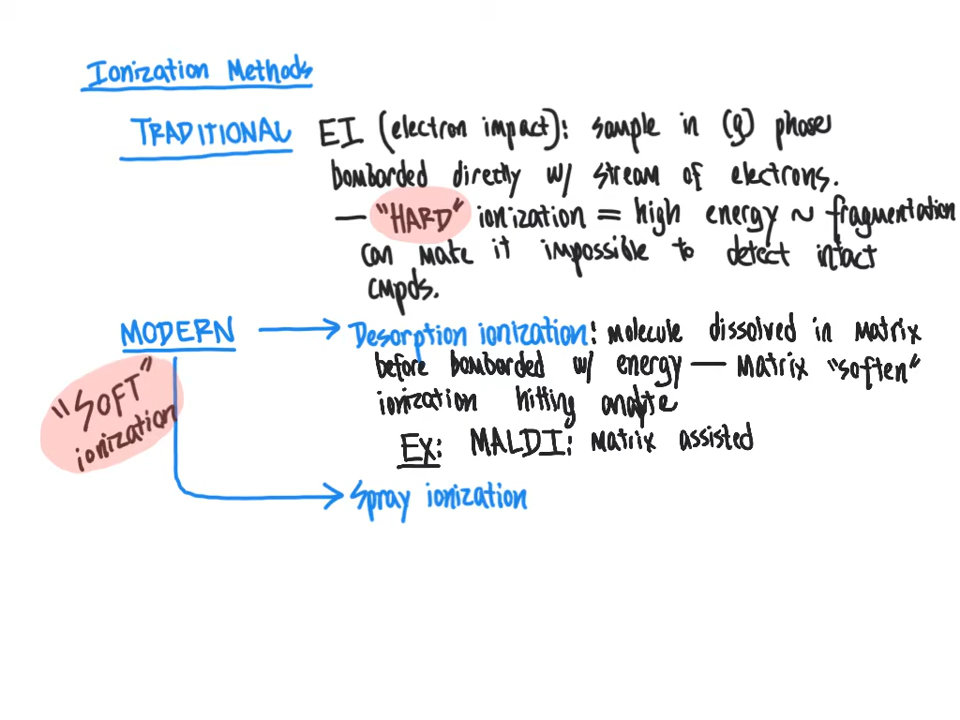 Ionization Methods
TRADITIONAL EI (electron impact): sample in (g) phase
bomborded directly w/ stream of electrons.
— "HARD" ionization = high energy ~ fragmentation
can make it impossible to detect intact
cmpds.
MODERN → Desorption ionization: molecule dissolved in matrix
before bomborded w/ energy — matrix "soften"
ionization hitting analyte
"SOFT"
ionization
Ex: MALDI: matrix assisted
→ Spray ionization